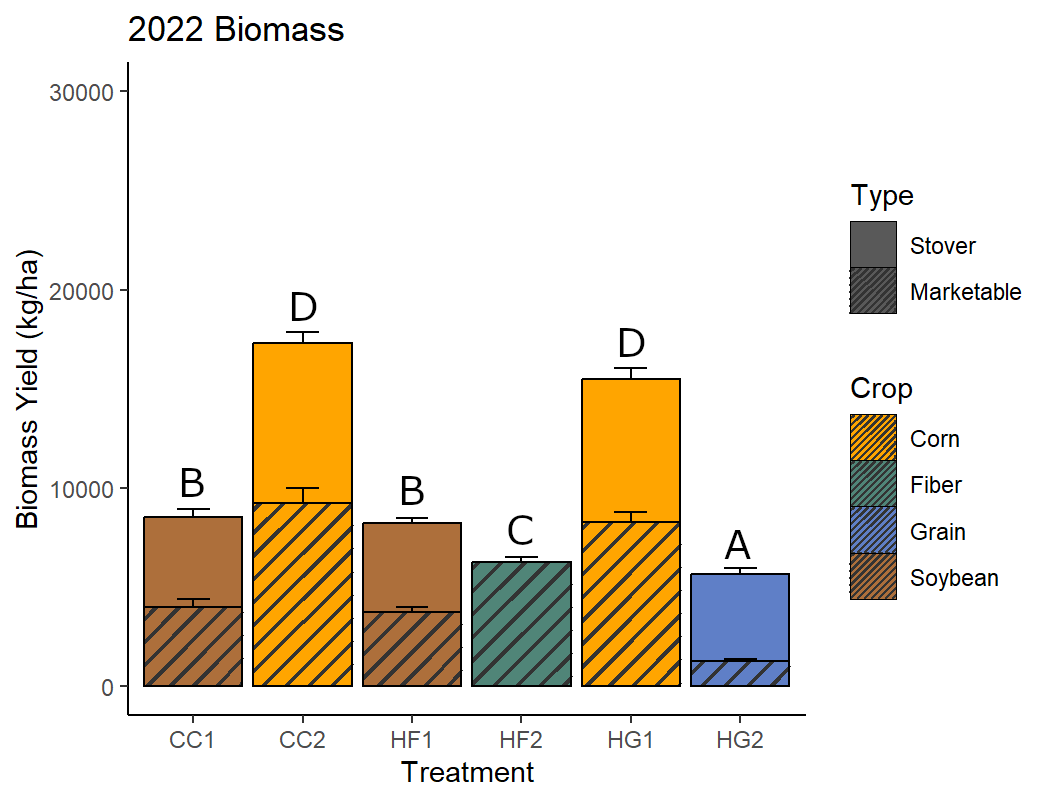 2022 Biomass
30000
20000
10000
0
Biomass Yield (kg/ha)
B
D
B
C
D
A
CC1
CC2
HF1
HF2
HG1
HG2
Treatment
Type
Stover
Marketable
Crop
Corn
Fiber
Grain
Soybean